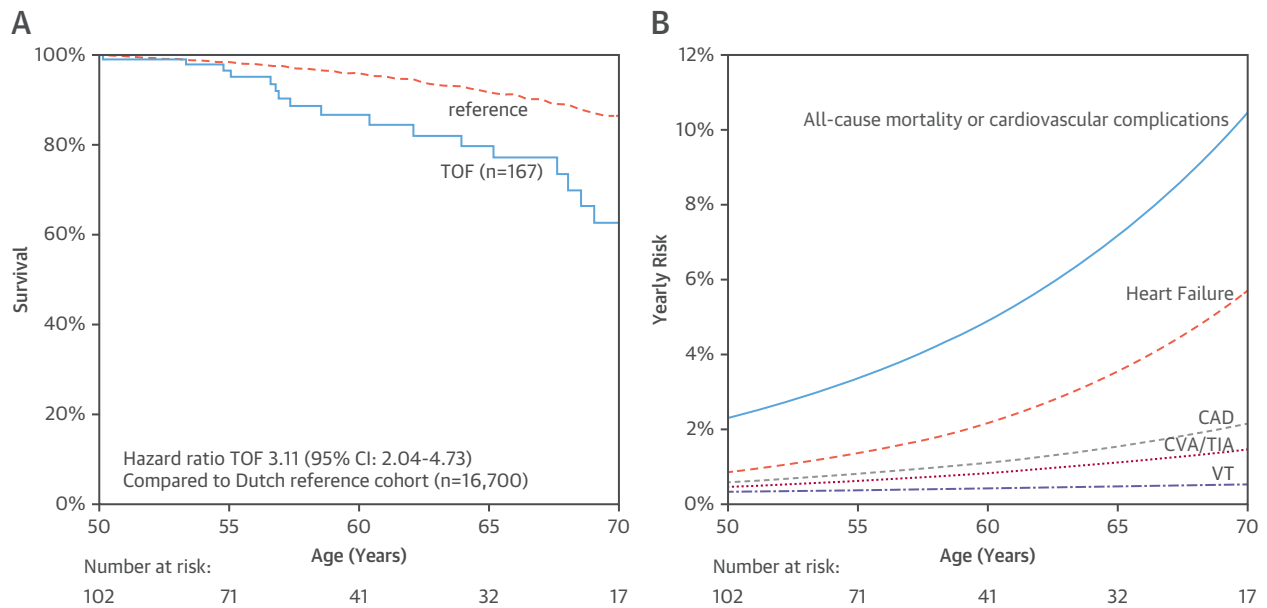 A
100%
80%
60%
40%
20%
0%
Survival
reference
TOF (n=167)
Hazard ratio TOF 3.11 (95% CI: 2.04-4.73)
Compared to Dutch reference cohort (n=16,700)
50 55 60 65 70
Age (Years)
Number at risk:
102 71 41 32 17
B
12%
10%
8%
6%
4%
2%
0%
Yearly Risk
All-cause mortality or cardiovascular complications
Heart Failure
CAD
CVA/TIA
VT
50 55 60 65 70
Age (Years)
Number at risk:
102 71 41 32 17